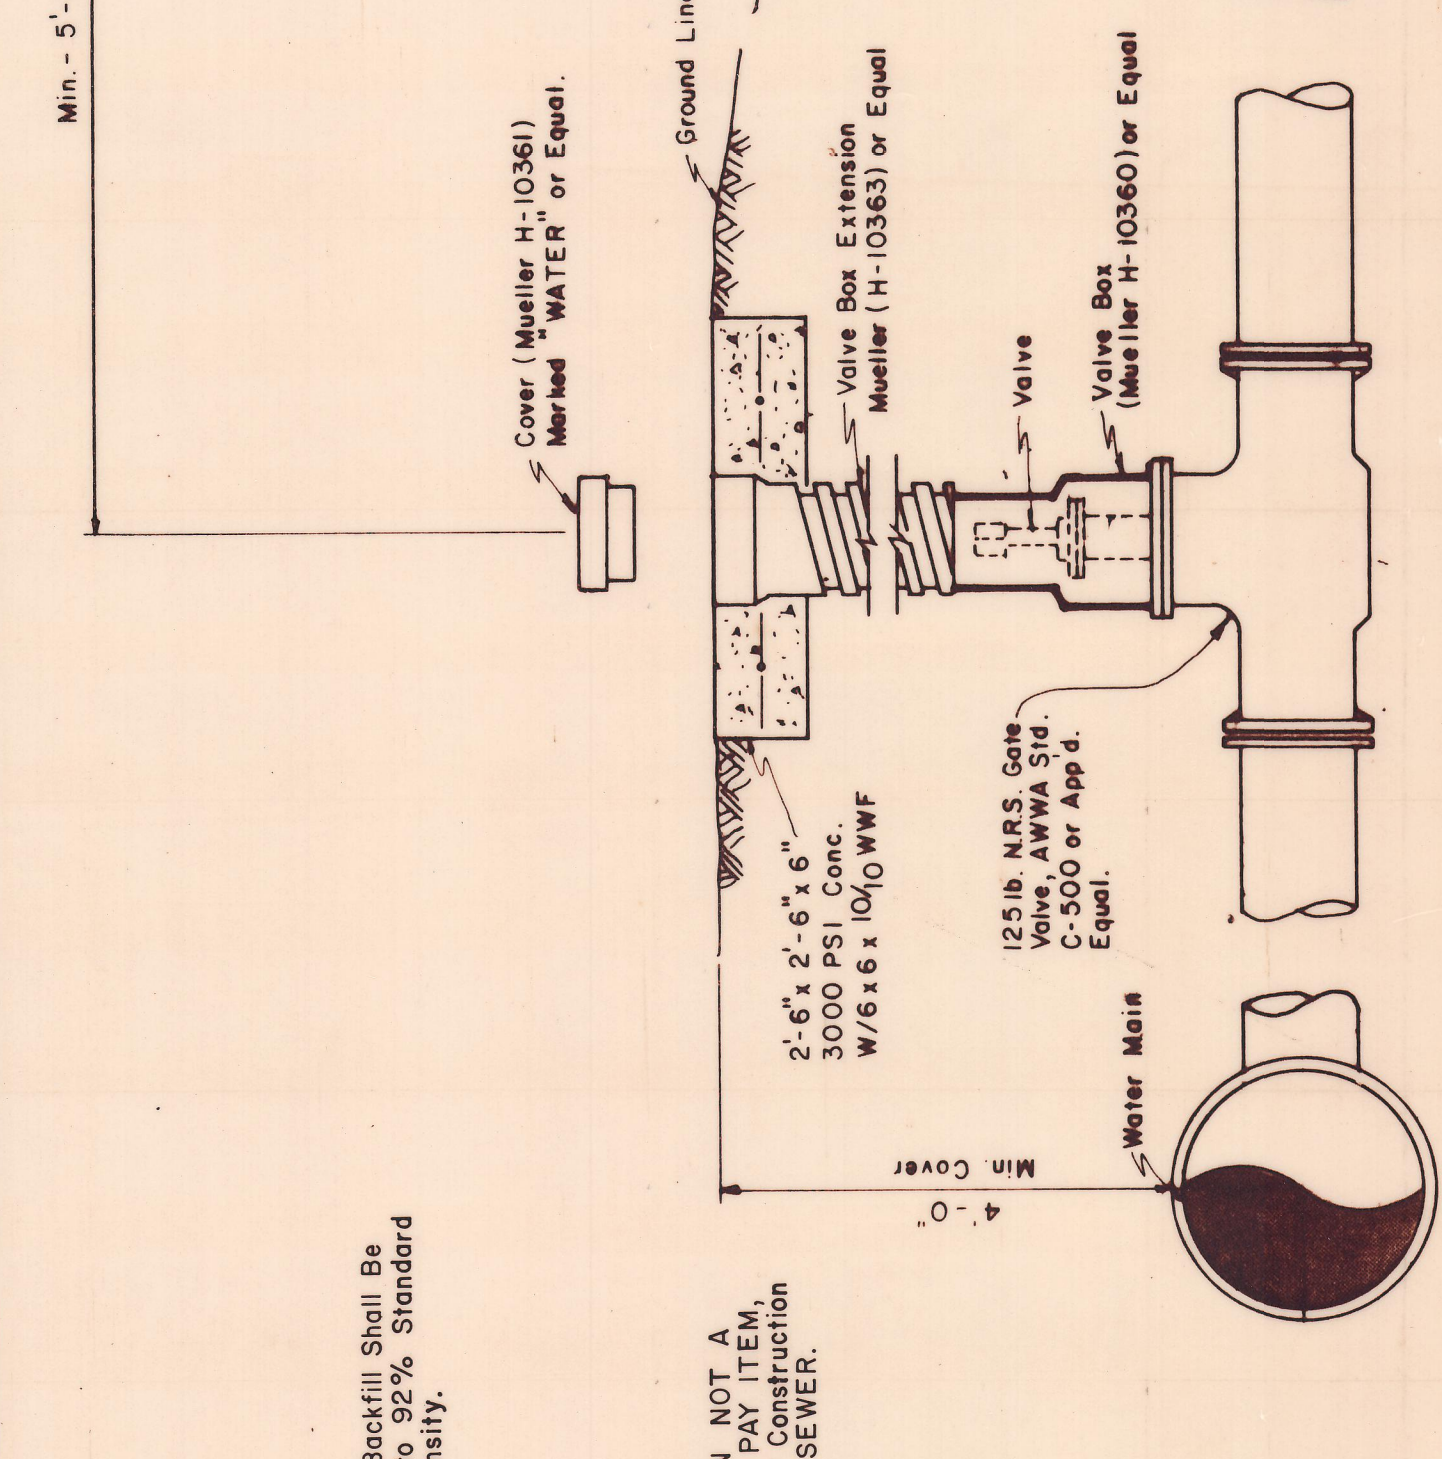 Min.- 5'-
Cover (Mueller H-10361)
Marked "WATER" or Equal.
Ground Line
Valve Box Extension
Mueller (H-10363) or Equal
Valve
Valve Box
(Mueller H-10360) or Equal
2'-6" x 2'-6" x 6"
3000 PSI Conc.
W/6 x 6 x 10/10 WWF
125 lb. N.R.S. Gate
Valve, AWWA Std.
C-500 or App'd.
Equal.
Water Main
4'-0"
Min. Cover
Backfill Shall Be
to 92% Standard
nsity.
N NOT A
PAY ITEM,
Construction
SEWER.